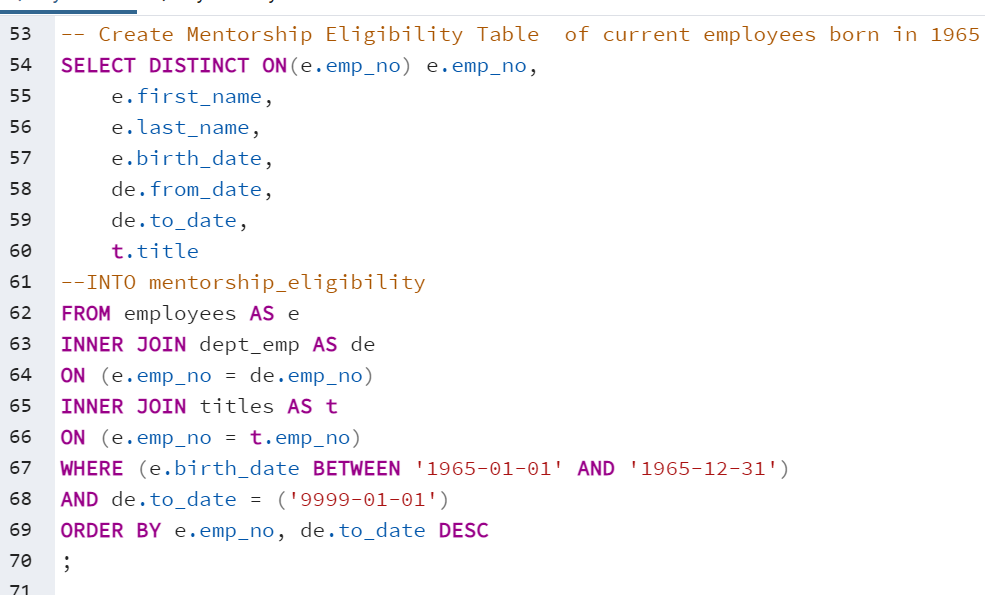 53 -- Create Mentorship Eligibility Table  of current employees born in 1965
54 SELECT DISTINCT ON(e.emp_no) e.emp_no,
55     e.first_name,
56     e.last_name,
57     e.birth_date,
58     de.from_date,
59     de.to_date,
60     t.title
61 --INTO mentorship_eligibility
62 FROM employees AS e
63 INNER JOIN dept_emp AS de
64 ON (e.emp_no = de.emp_no)
65 INNER JOIN titles AS t
66 ON (e.emp_no = t.emp_no)
67 WHERE (e.birth_date BETWEEN '1965-01-01' AND '1965-12-31')
68 AND de.to_date = ('9999-01-01')
69 ORDER BY e.emp_no, de.to_date DESC
70 ;
71